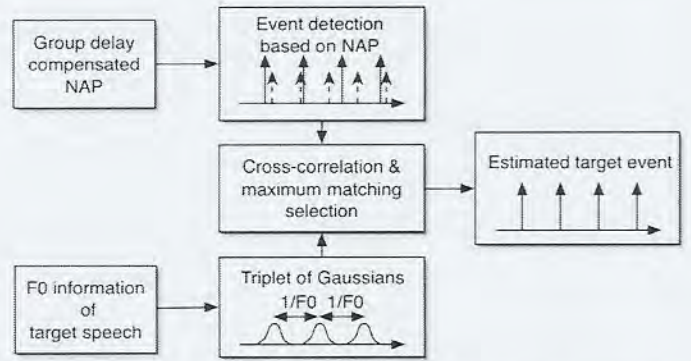 Group delay
compensated
NAP
Event detection
based on NAP
Cross-correlation &
maximum matching
selection
Estimated target event
F0 information
of
target speech
Triplet of Gaussians
1/F0 1/F0